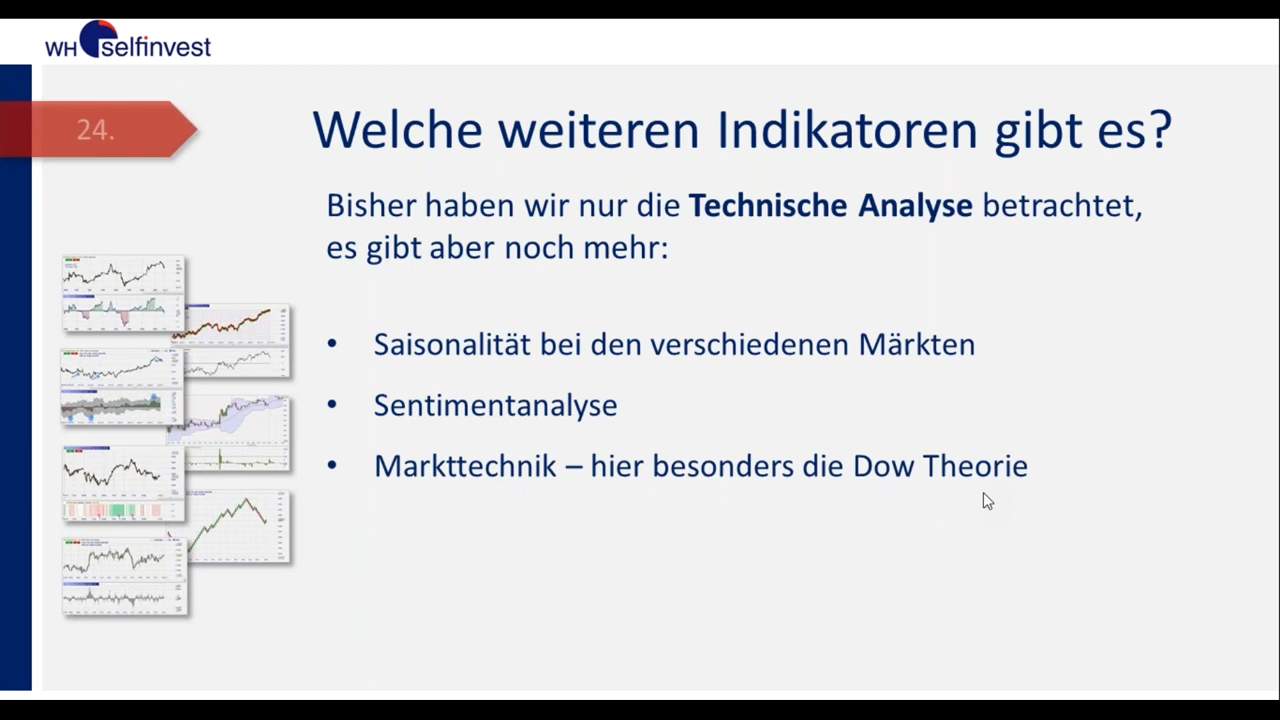 WH selfinvest
24.
Welche weiteren Indikatoren gibt es?
Bisher haben wir nur die Technische Analyse betrachtet,
es gibt aber noch mehr:
• Saisonalität bei den verschiedenen Märkten
• Sentimentanalyse
• Markttechnik – hier besonders die Dow Theorie